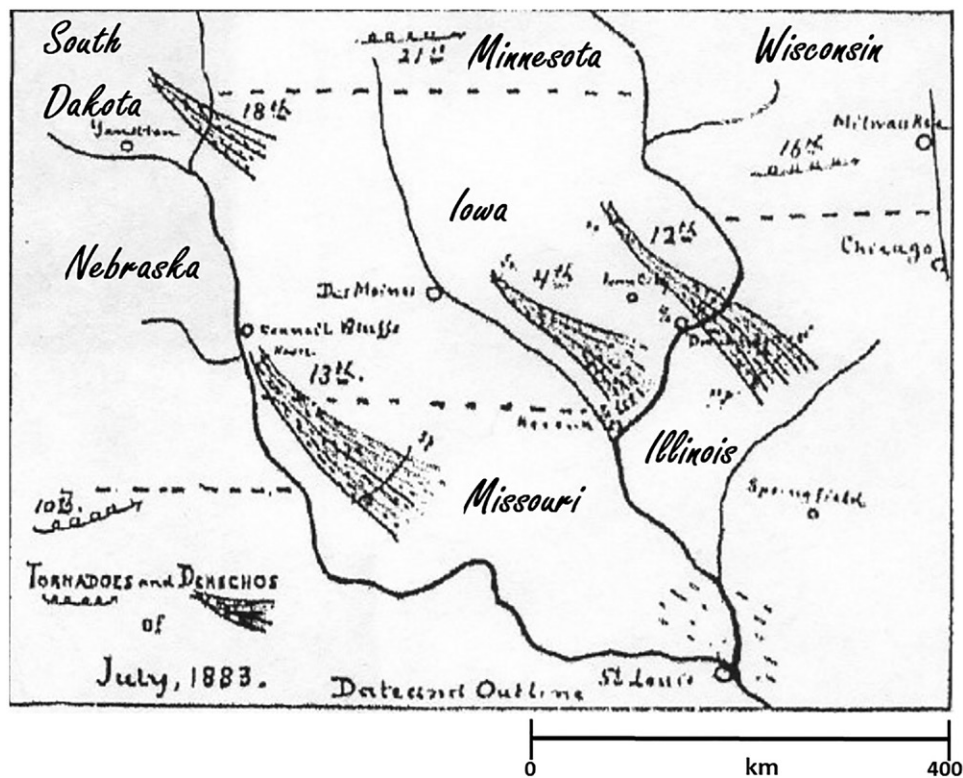 South
Dakota
Minnesota
Wisconsin
21st
18th
Yankton
Milwaukee
16th
Iowa
12th
Chicago
Nebraska
4th
Iowa City
Des Moines
Council Bluffs
Noon
13th.
Keokuk
Illinois
Missouri
Springfield
TORNADOES and DERECHOS
of
July, 1883.
Date and Outline
St Louis
0
km
400